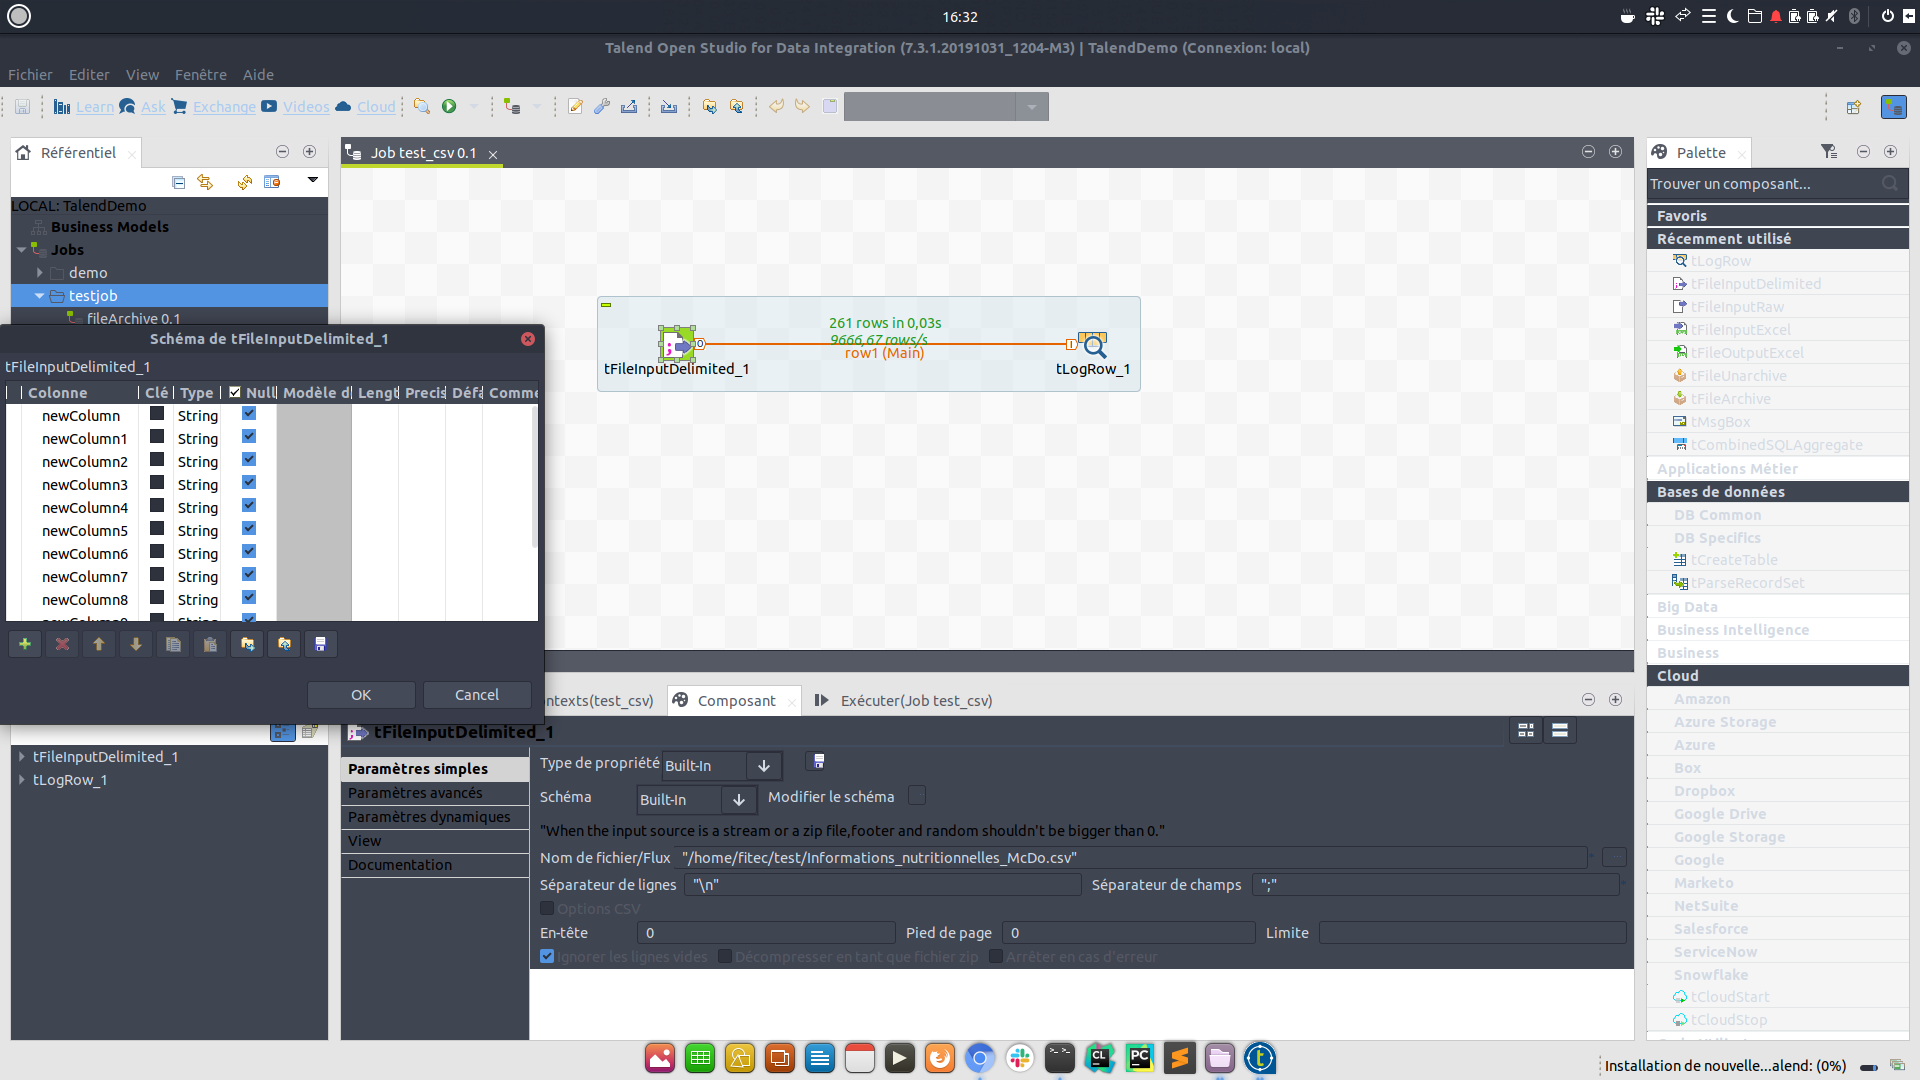 16:32
Talend Open Studio for Data Integration (7.3.1.20191031_1204-M3) | TalendDemo (Connexion: local)
Fichier Editer View Fenêtre Aide
Learn Ask Exchange Videos Cloud
Référentiel
LOCAL: TalendDemo
Business Models
Jobs
demo
testjob
fileArchive 0.1
Job test_csv 0.1
261 rows in 0,03s
9666,67 rows/s
row1 (Main)
tFileInputDelimited_1
tLogRow_1
Schéma de tFileInputDelimited_1
tFileInputDelimited_1
Colonne Clé Type Null Modèle d Lengt Precis Défa Comme
newColumn String
newColumn1 String
newColumn2 String
newColumn3 String
newColumn4 String
newColumn5 String
newColumn6 String
newColumn7 String
newColumn8 String
OK Cancel
tFileInputDelimited_1
tLogRow_1
ntexts(test_csv) Composant Exécuter(Job test_csv)
tFileInputDelimited_1
Paramètres simples
Paramètres avancés
Paramètres dynamiques
View
Documentation
Type de propriété Built-In
Schéma Built-In Modifier le schéma
"When the input source is a stream or a zip file,footer and random shouldn't be bigger than 0."
Nom de fichier/Flux "/home/fitec/test/Informations_nutritionnelles_McDo.csv" *
Séparateur de lignes "\n" Séparateur de champs ";" *
Options CSV
En-tête 0 Pied de page 0 Limite
Ignorer les lignes vides Décompresser en tant que fichier zip Arrêter en cas d'erreur
Palette
Trouver un composant...
Favoris
Récemment utilisé
tLogRow
tFileInputDelimited
tFileInputRaw
tFileInputExcel
tFileOutputExcel
tFileUnarchive
tFileArchive
tMsgBox
tCombinedSQLAggregate
Applications Métier
Bases de données
DB Common
DB Specifics
tCreateTable
tParseRecordSet
Big Data
Business Intelligence
Business
Cloud
Amazon
Azure Storage
Azure
Box
Dropbox
Google Drive
Google Storage
Google
Marketo
NetSuite
Salesforce
ServiceNow
Snowflake
tCloudStart
tCloudStop
CL
PC
Installation de nouvelle...alend: (0%)